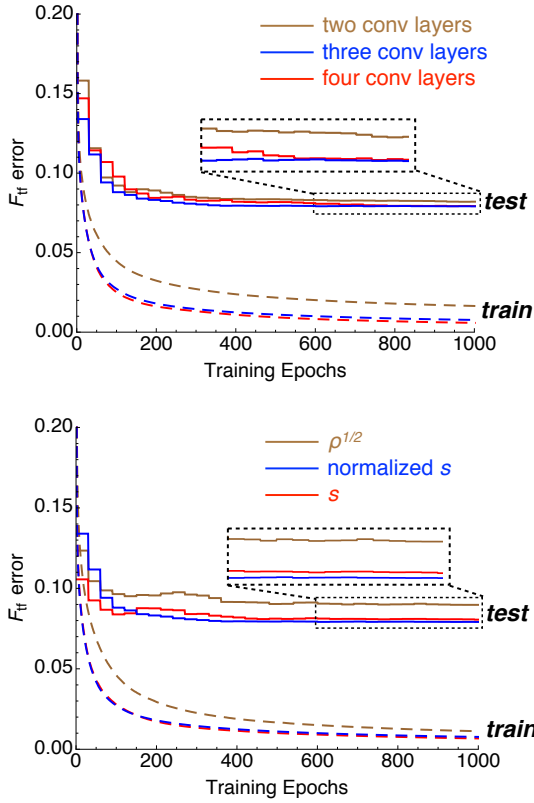 0.20
two conv layers
three conv layers
four conv layers
0.15
F_tf error
0.10
test
0.05
train
0.00
0 200 400 600 800 1000
Training Epochs
0.20
ρ^1/2
normalized s
s
0.15
F_tf error
0.10
test
0.05
train
0.00
0 200 400 600 800 1000
Training Epochs